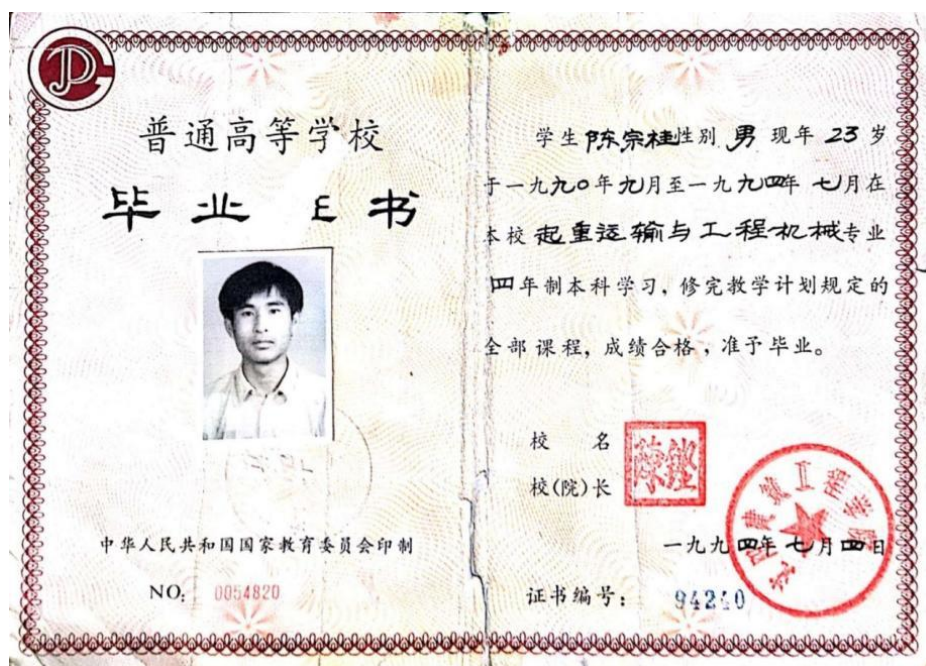 普通高等学校
毕业证书
中华人民共和国国家教育委员会印制
NO: 0054820
学生陈宗桂性别男现年23岁
于一九九〇年九月至一九九四年七月在
本校起重运输与工程机械专业
四年制本科学习,修完教学计划规定的
全部课程,成绩合格,准予毕业。
校 名
校(院)长
建筑工程学院
一九九四年七月四日
证书编号: